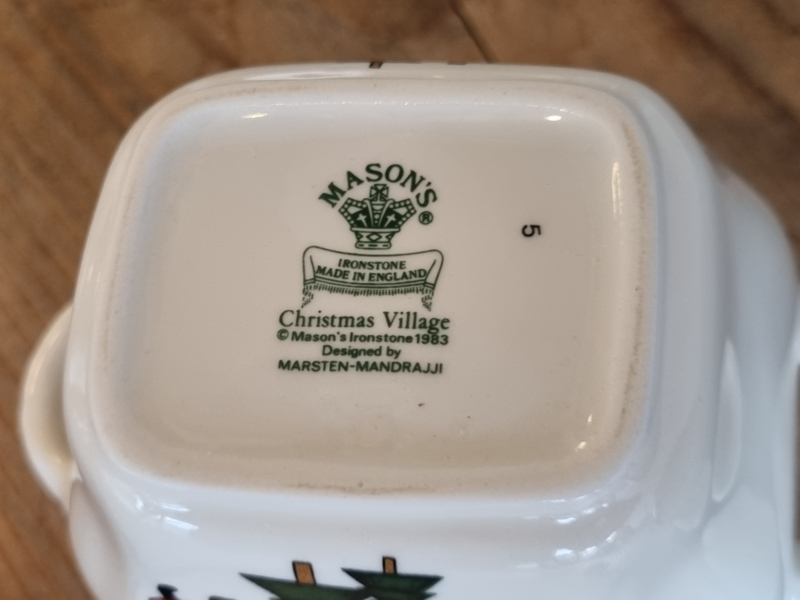 MASON'S
®
IRONSTONE
MADE IN ENGLAND
Christmas Village
© Mason's Ironstone 1983
Designed by
MARSTEN-MANDRAJJI
5